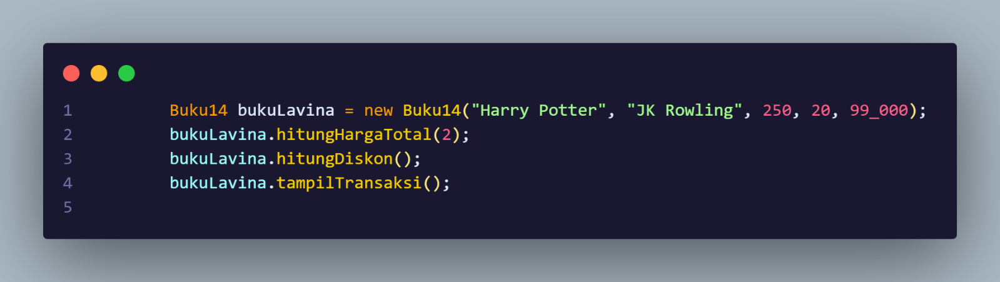 1 Buku14 bukuLavina = new Buku14("Harry Potter", "JK Rowling", 250, 20, 99_000);
2 bukuLavina.hitungHargaTotal(2);
3 bukuLavina.hitungDiskon();
4 bukuLavina.tampilTransaksi();
5